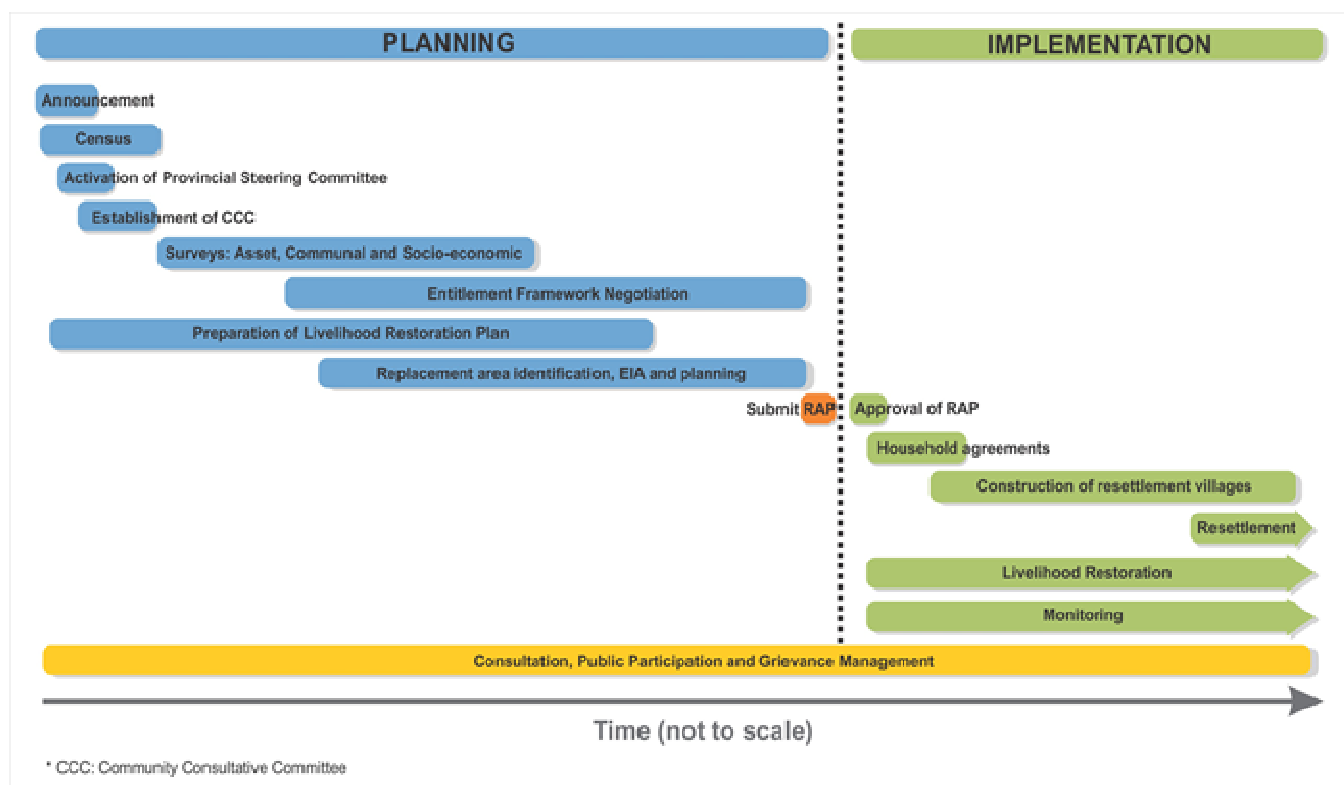 PLANNING
IMPLEMENTATION
Announcement
Census
Activation of Provincial Steering Committee
Establishment of CCC
Surveys: Asset, Communal and Socio-economic
Entitlement Framework Negotiation
Preparation of Livelihood Restoration Plan
Replacement area identification, EIA and planning
Submit RAP
Approval of RAP
Household agreements
Construction of resettlement villages
Resettlement
Livelihood Restoration
Monitoring
Consultation, Public Participation and Grievance Management
Time (not to scale)
* CCC: Community Consultative Committee